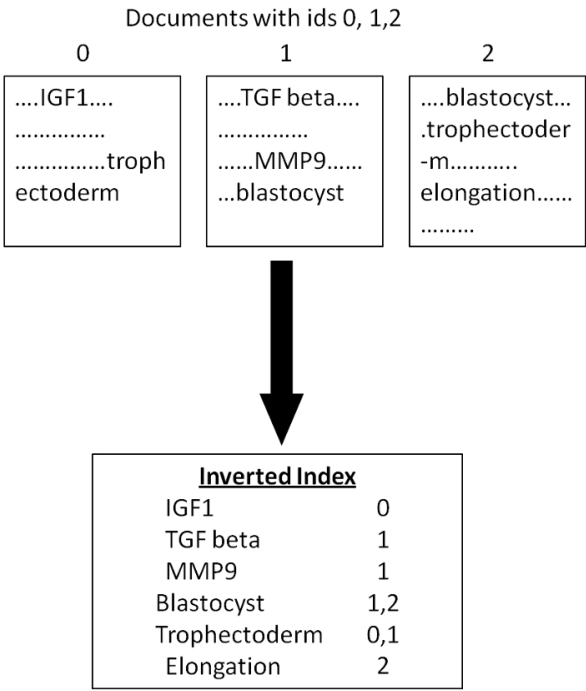 Documents with ids 0, 1,2
0 1 2
....IGF1....
...............
...............troph
ectoderm
....TGF beta....
...............
......MMP9......
...blastocyst
....blastocyst...
.trophectoder
-m...........
elongation......
.........
Inverted Index
IGF1 0
TGF beta 1
MMP9 1
Blastocyst 1,2
Trophectoderm 0,1
Elongation 2